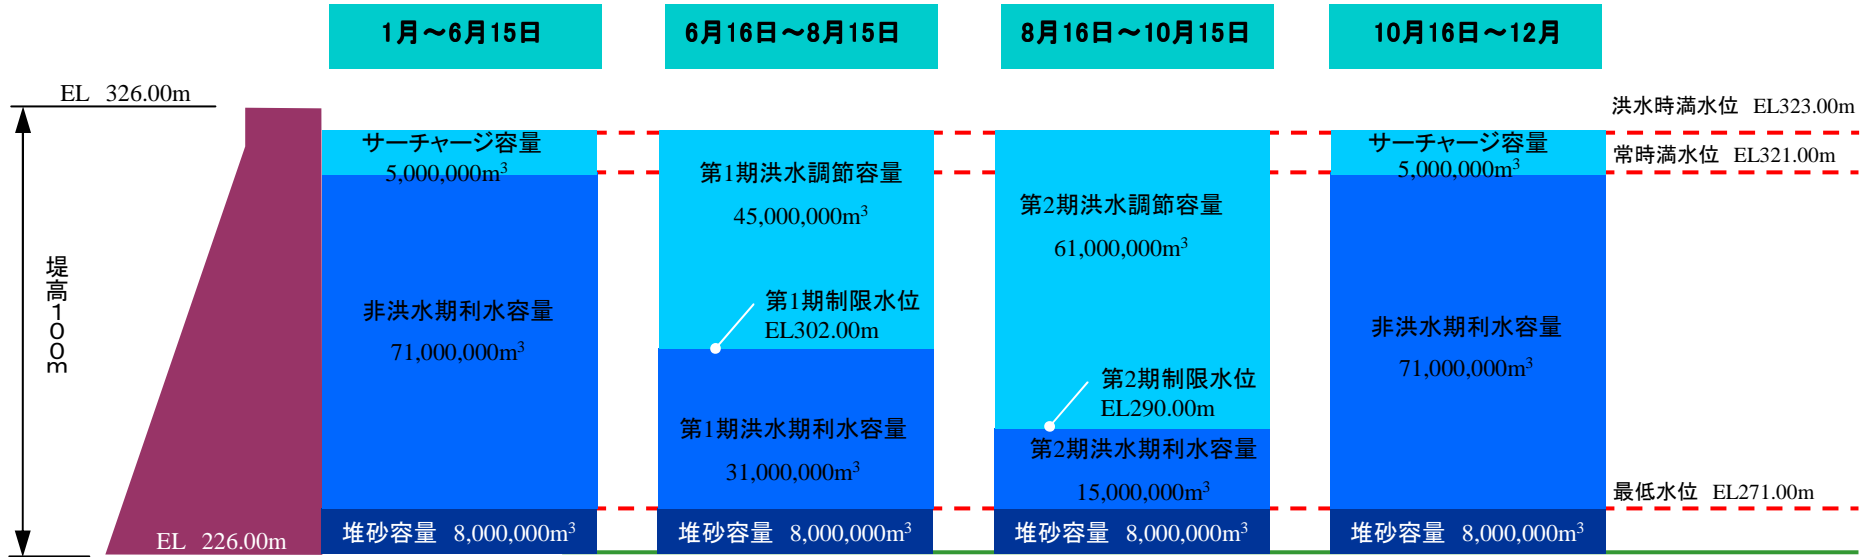 1月～6月15日
6月16日～8月15日
8月16日～10月15日
10月16日～12月
EL 326.00m
堤高100m
EL 226.00m
サーチャージ容量
5,000,000m³
非洪水期利水容量
71,000,000m³
堆砂容量 8,000,000m³
第1期洪水調節容量
45,000,000m³
第1期制限水位
EL302.00m
第1期洪水期利水容量
31,000,000m³
堆砂容量 8,000,000m³
第2期洪水調節容量
61,000,000m³
第2期制限水位
EL290.00m
第2期洪水期利水容量
15,000,000m³
堆砂容量 8,000,000m³
サーチャージ容量
5,000,000m³
非洪水期利水容量
71,000,000m³
堆砂容量 8,000,000m³
洪水時満水位 EL323.00m
常時満水位 EL321.00m
最低水位 EL271.00m